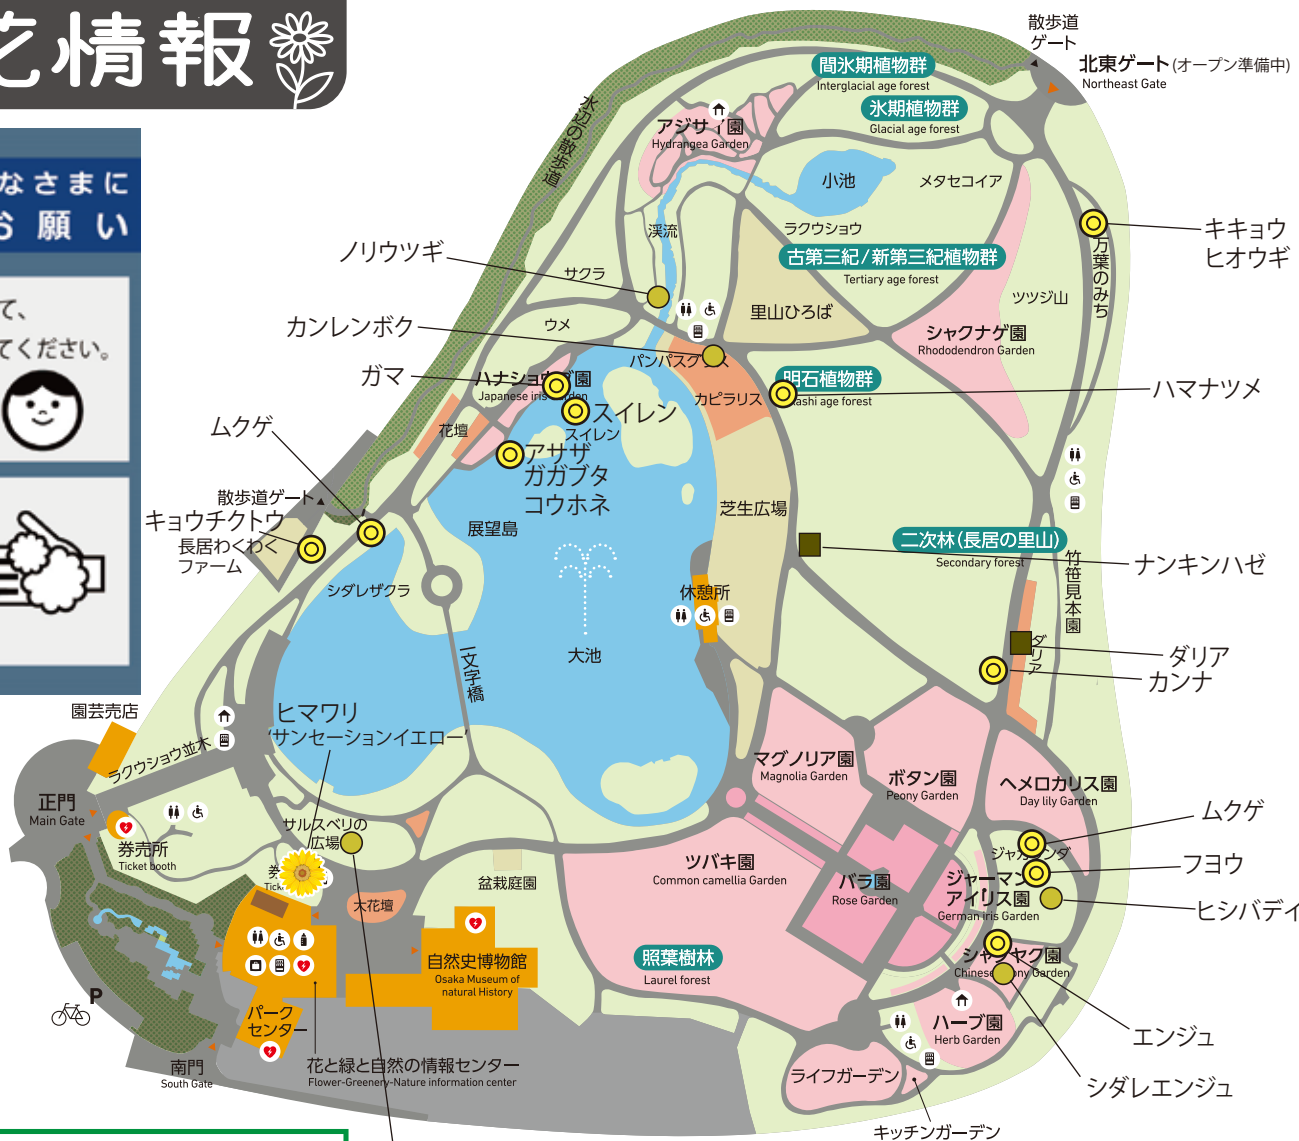 花情報
なさまに
お願い
て、
てください。
散歩道
ゲート
北東ゲート(オープン準備中)
Northeast Gate
間氷期植物群
Interglacial age forest
氷期植物群
Glacial age forest
水辺の散歩道
アジサイ園
Hydrangea Garden
小池
メタセコイア
渓流
ラクウショウ
古第三紀/新第三紀植物群
Tertiary age forest
キキョウ
ヒオウギ
万葉のみち
ノリウツギ
サクラ
ツツジ山
里山ひろば
シャクナゲ園
Rhododendron Garden
カンレンボク
ウメ
パンパスグラス
ガマ
ハナショウブ園
Japanese iris Garden
カピラリス
明石植物群
Akashi age forest
ハマナツメ
スイレン
スイレン
花壇
ムクゲ
アサザ
ガガブタ
コウホネ
散歩道ゲート
キョウチクトウ
長居わくわく
ファーム
展望島
芝生広場
二次林(長居の里山)
Secondary forest
ナンキンハゼ
竹笹見本園
シダレザクラ
休憩所
大池
一文字橋
ダリア
ダリア
カンナ
園芸売店
ヒマワリ
‘サンセーションイエロー’
ラクウショウ並木
マグノリア園
Magnolia Garden
ボタン園
Peony Garden
ヘメロカリス園
Day lily Garden
正門
Main Gate
ムクゲ
サルスベリの
広場
券売所
Ticket booth
券
Tick
盆栽庭園
ツバキ園
Common camellia Garden
バラ園
Rose Garden
ジャカランダ
フヨウ
ジャーマン
アイリス園
German iris Garden
ヒシバデイ
大花壇
自然史博物館
Osaka Museum of
natural History
照葉樹林
Laurel forest
シャクヤク園
Chinese peony Garden
P
パーク
センター
ハーブ園
Herb Garden
エンジュ
南門
South Gate
花と緑と自然の情報センター
Flower-Greenery-Nature information center
ライフガーデン
シダレエンジュ
キッチンガーデン